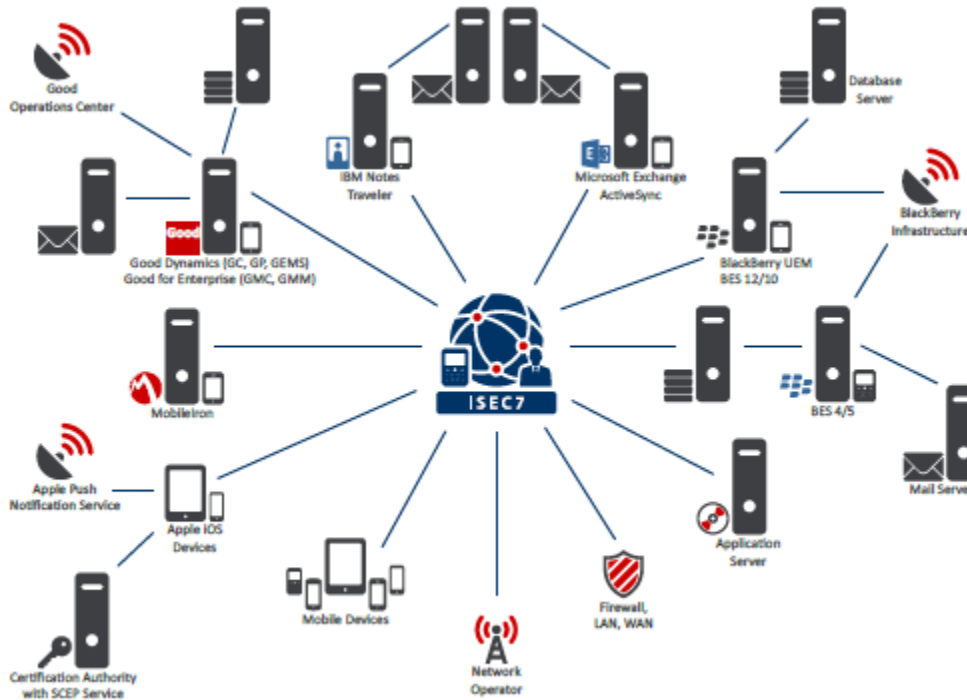 Good
Operations Center
IBM Notes
Traveler
Microsoft Exchange
ActiveSync
Database
Server
BlackBerry
Infrastructure
Good
Good Dynamics (GC, GP, GEMS)
Good for Enterprise (GMC, GMM)
BlackBerry UEM
BES 12/10
MobileIron
ISEC7
BES 4/5
Apple Push
Notification Service
Apple iOS
Devices
Mobile Devices
Network
Operator
Firewall,
LAN, WAN
Application
Server
Mail Serve
Certification Authority
with SCEP Service